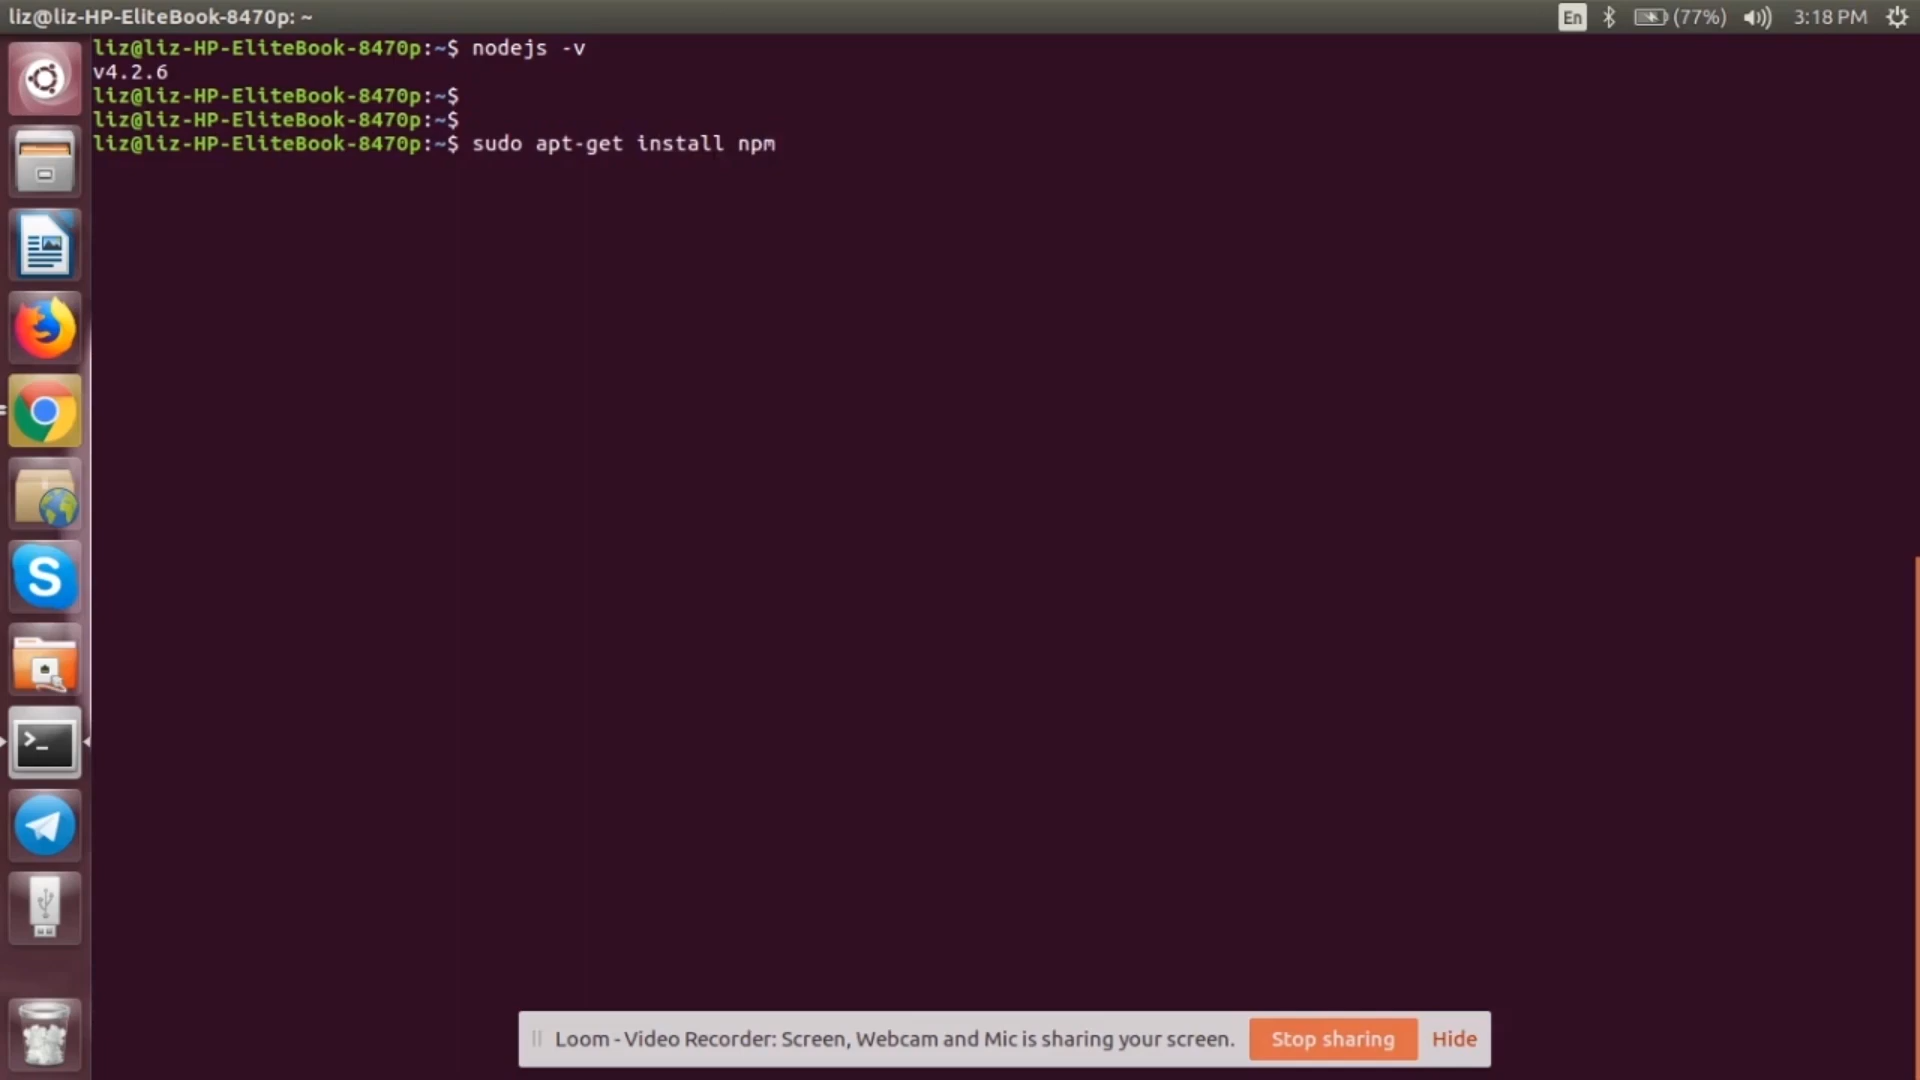 liz@liz-HP-EliteBook-8470p: ~
En
(77%)
3:18 PM
liz@liz-HP-EliteBook-8470p:~$ nodejs -v
v4.2.6
liz@liz-HP-EliteBook-8470p:~$
liz@liz-HP-EliteBook-8470p:~$
liz@liz-HP-EliteBook-8470p:~$ sudo apt-get install npm
S
>_
Loom - Video Recorder: Screen, Webcam and Mic is sharing your screen.
Stop sharing
Hide